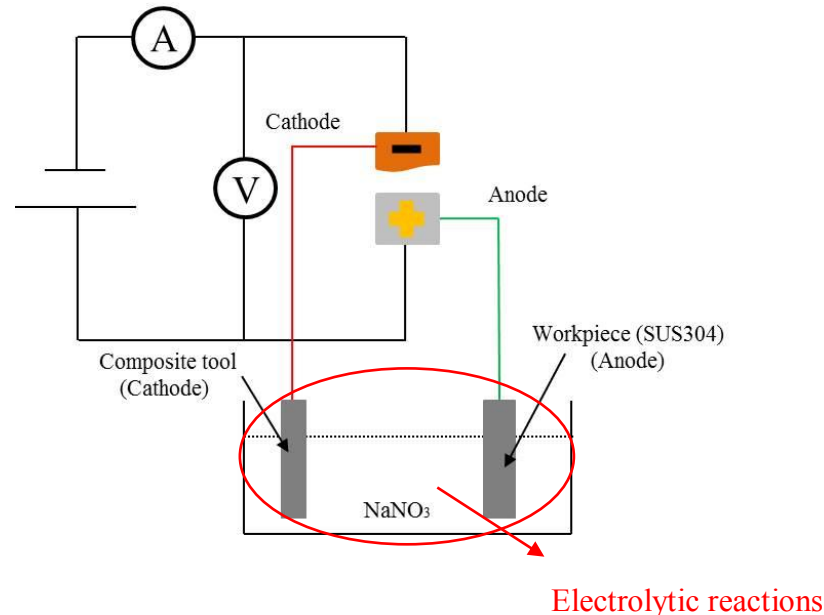 A
Cathode
V
Anode
Workpiece (SUS304)
(Anode)
Composite tool
(Cathode)
NaNO₃
Electrolytic reactions